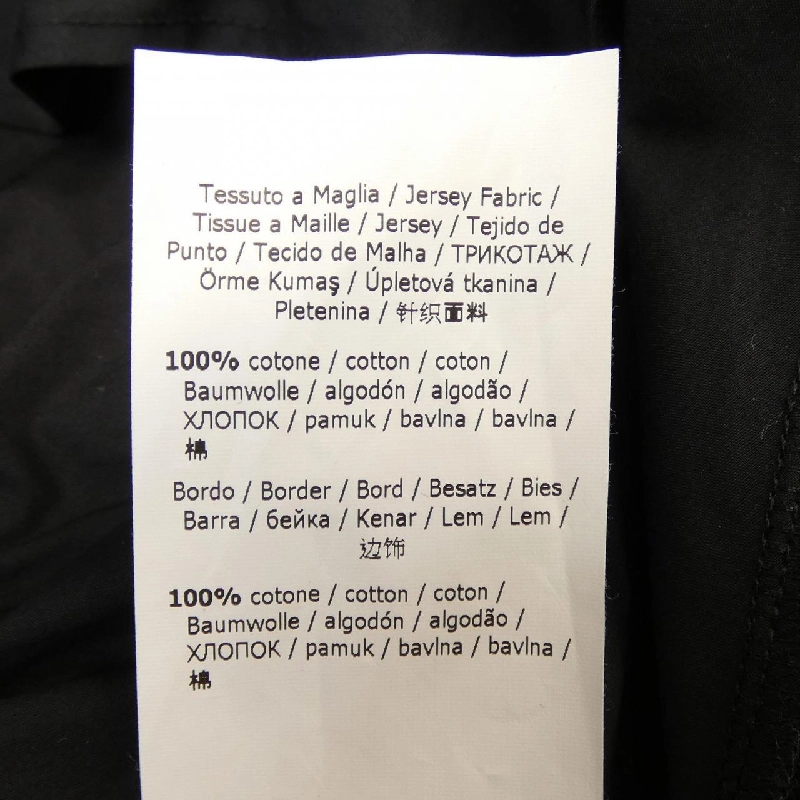 Tessuto a Maglia / Jersey Fabric /
Tissue a Maille / Jersey / Tejido de
Punto / Tecido de Malha / ТРИКОТАЖ /
Örme Kumaş / Úpletová tkanina /
Pletenina / 针织面料
100% cotone / cotton / coton /
Baumwolle / algodón / algodão /
ХЛОПОК / pamuk / bavlna / bavlna /
棉
Bordo / Border / Bord / Besatz / Bies /
Barra / бейка / Kenar / Lem / Lem /
边饰
100% cotone / cotton / coton /
Baumwolle / algodón / algodão /
ХЛОПОК / pamuk / bavlna / bavlna /
棉